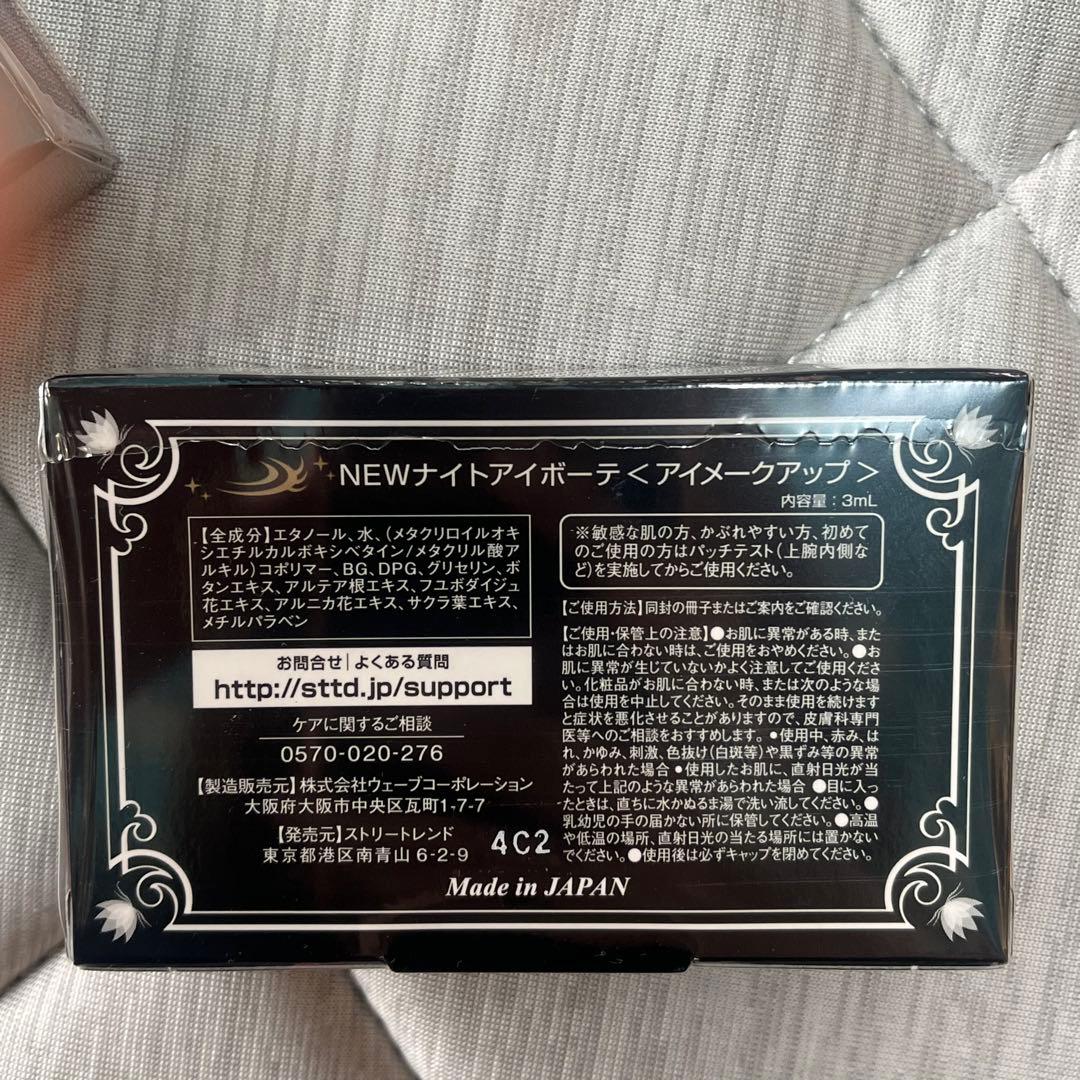 NEWナイトアイボーテ＜アイメークアップ＞
内容量：3mL
【全成分】エタノール、水、（メタクリロイルオキ
シエチルカルボキシベタイン/メタクリル酸ア
ルキル）コポリマー、BG、DPG、グリセリン、ボ
タンエキス、アルテア根エキス、フユボダイジュ
花エキス、アルニカ花エキス、サクラ葉エキス、
メチルパラベン
お問合せ|よくある質問
http://sttd.jp/support
ケアに関するご相談
0570-020-276
【製造販売元】株式会社ウェーブコーポレーション
大阪府大阪市中央区瓦町1-7-7
【発売元】ストリートレンド
東京都港区南青山6-2-9
4C2
※敏感な肌の方、かぶれやすい方、初めて
のご使用の方はパッチテスト（上腕内側な
ど）を実施してからご使用ください。
【ご使用方法】同封の冊子またはご案内をご確認ください。
【ご使用・保管上の注意】●お肌に異常がある時、また
はお肌に合わない時は、ご使用をおやめください。●お
肌に異常が生じていないかよく注意してご使用くださ
い。化粧品がお肌に合わない時、または次のような場
合は使用を中止してください。そのまま使用を続けます
と症状を悪化させることがありますので、皮膚科専門
医等へのご相談をおすすめします。•使用中、赤み、は
れ、かゆみ、刺激、色抜け（白斑等）や黒ずみ等の異常
があらわれた場合 •使用したお肌に、直射日光が当
たって上記のような異常があらわれた場合 ●目に入っ
たときは、直ちに水かぬるま湯で洗い流してください。●
乳幼児の手の届かない所に保管してください。●高温
や低温の場所、直射日光の当たる場所には置かない
でください。●使用後は必ずキャップを閉めてください。
Made in JAPAN